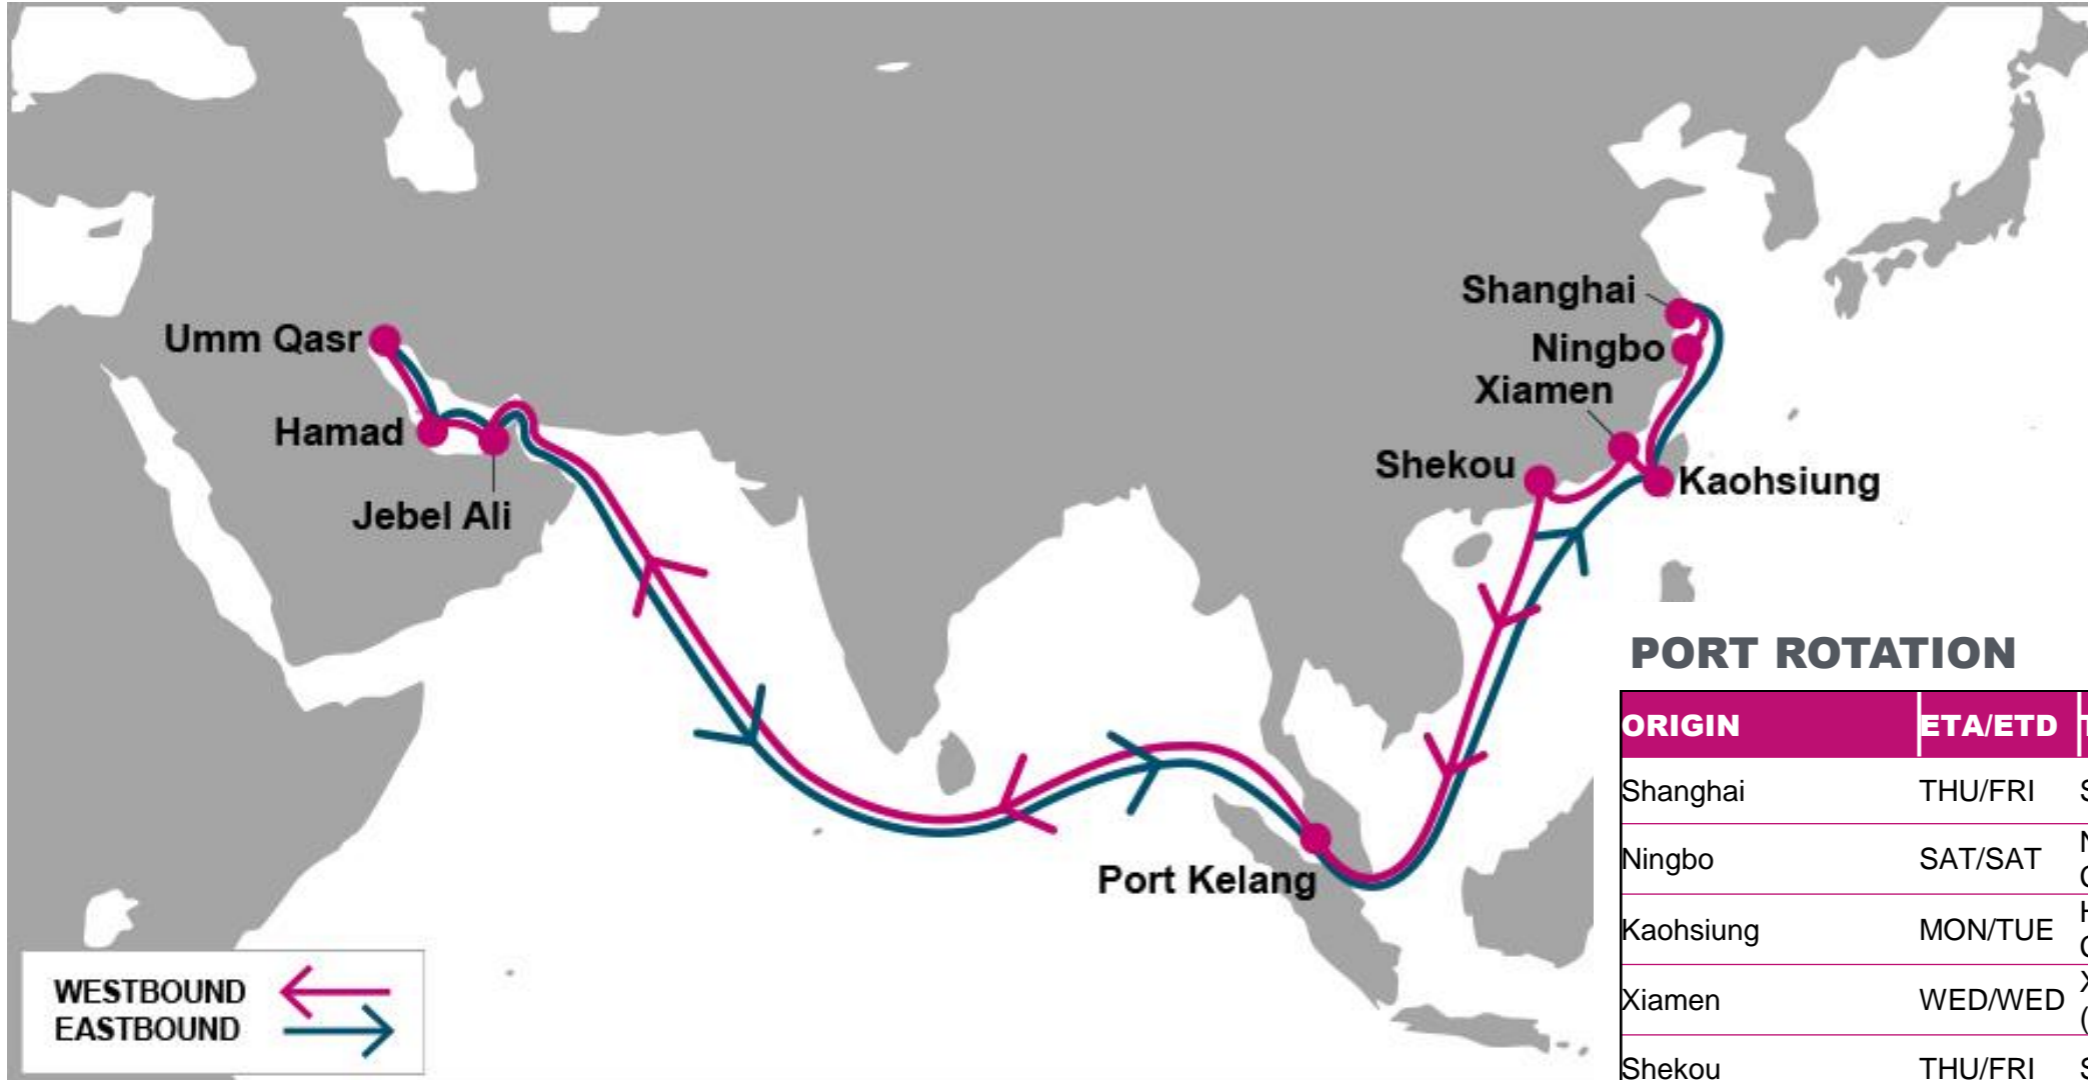 Shanghai
Umm Qasr
Ningbo
Xiamen
Hamad
Shekou
Kaohsiung
Jebel Ali
Port Kelang
WESTBOUND
EASTBOUND
PORT ROTATION
ORIGIN ETA/ETD
Shanghai THU/FRI
Ningbo SAT/SAT
Kaohsiung MON/TUE
Xiamen WED/WED
Shekou THU/FRI